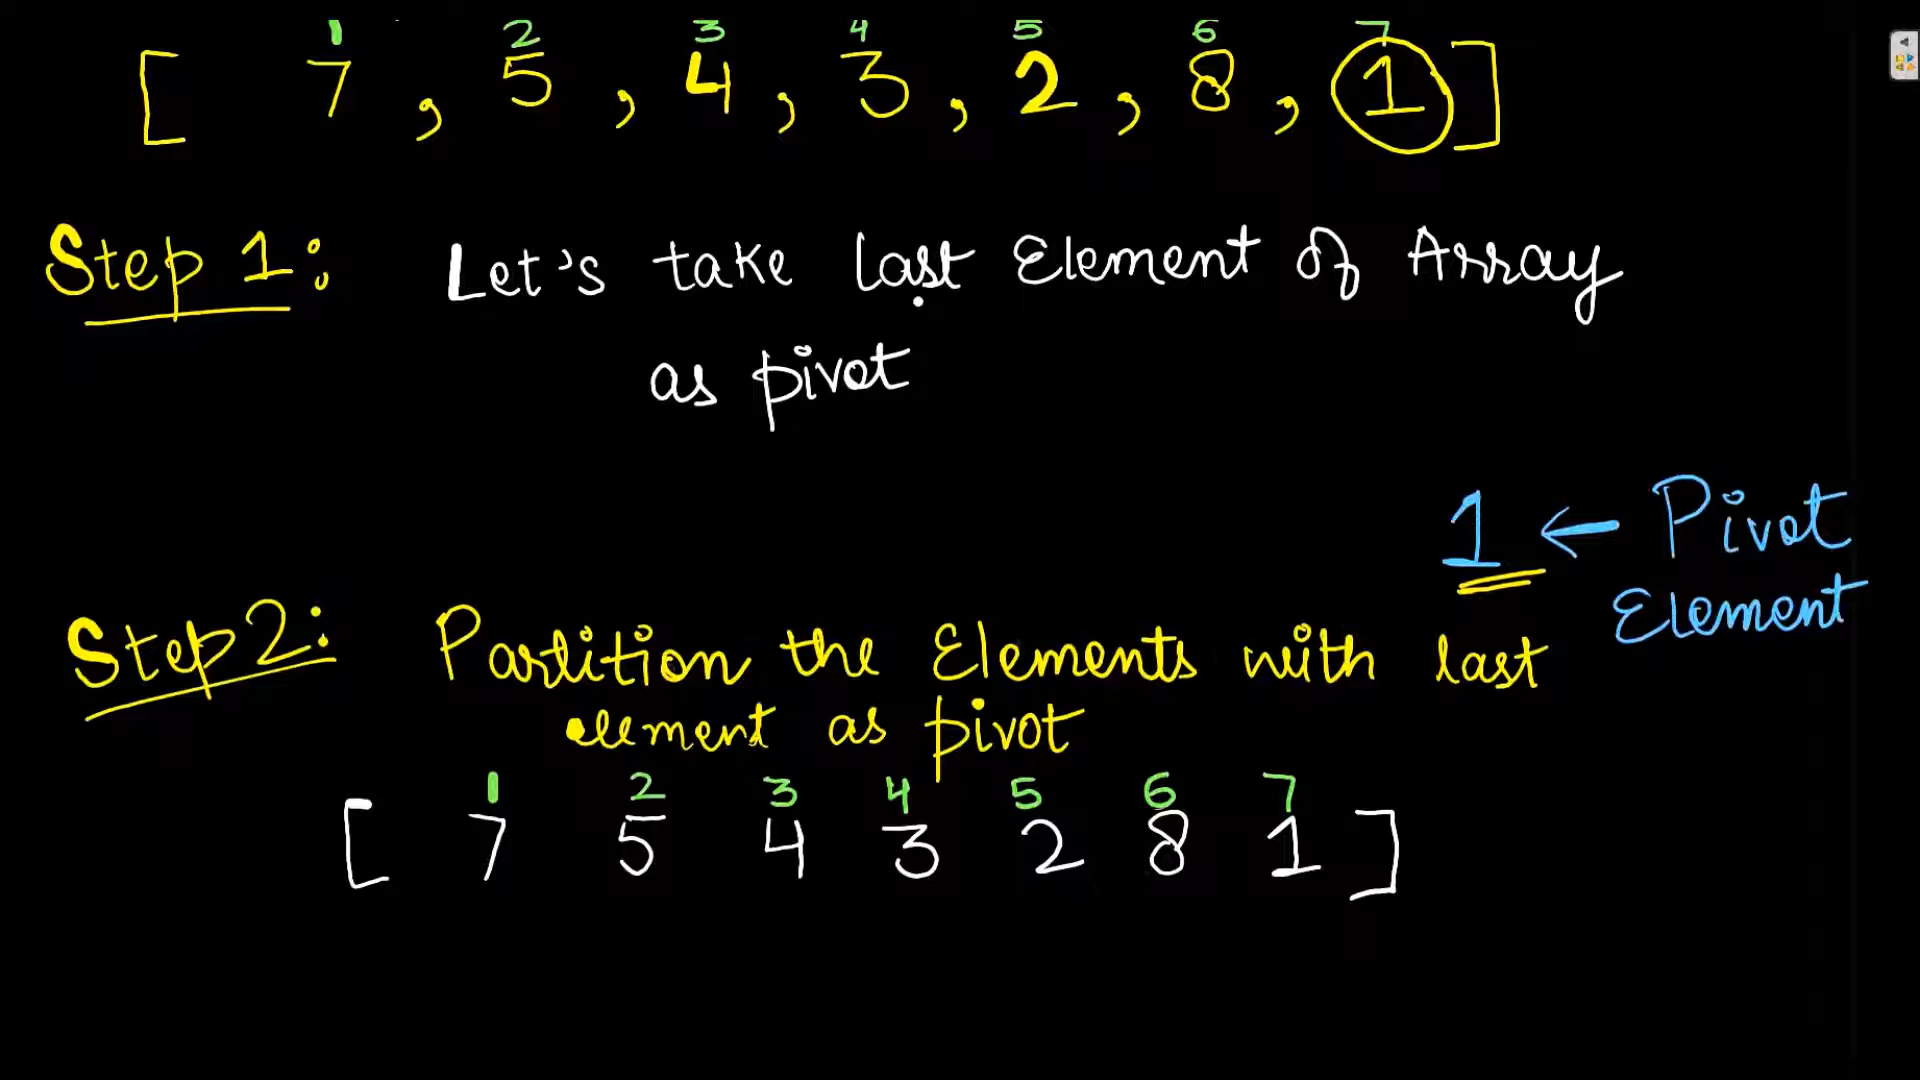 1 2 3 4 5 6 7
[ 7 , 5 , 4 , 3 , 2 , 8 , 1 ]
Step 1: Let's take last Element of Array
as pivot
1 ← Pivot
Element
Step 2: Partition the Elements with last
element as pivot
1 2 3 4 5 6 7
[ 7 5 4 3 2 8 1 ]